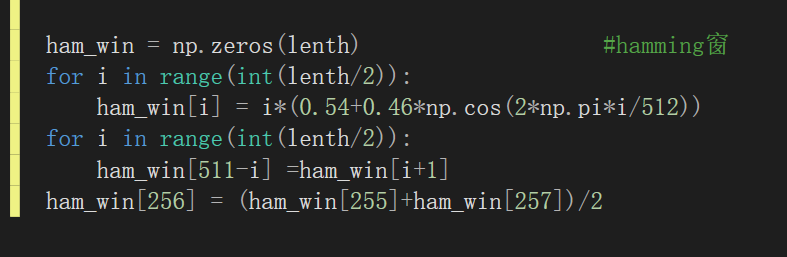 ham_win = np.zeros(lenth) #hamming窗
for i in range(int(lenth/2)):
    ham_win[i] = i*(0.54+0.46*np.cos(2*np.pi*i/512))
for i in range(int(lenth/2)):
    ham_win[511-i] =ham_win[i+1]
ham_win[256] = (ham_win[255]+ham_win[257])/2